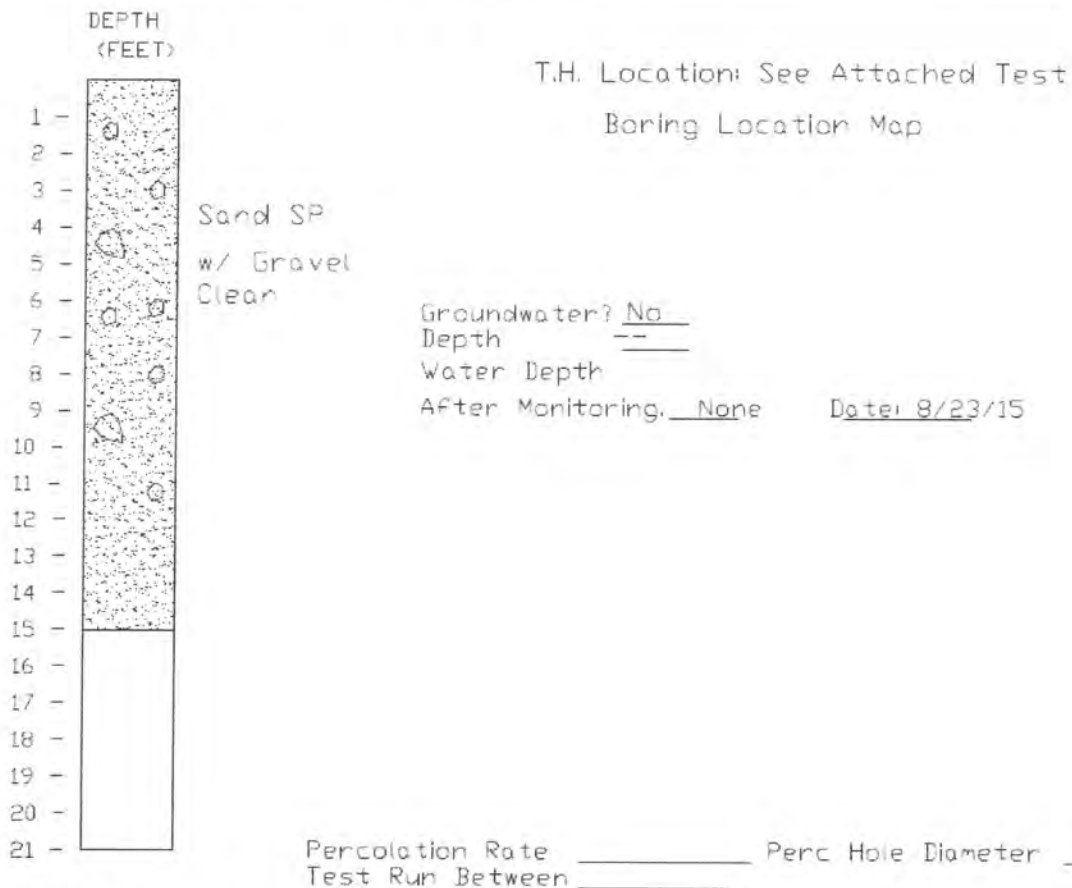 DEPTH
(FEET)
T.H. Location: See Attached Test
Boring Location Map
1 -
2 -
3 -
4 -
5 -
6 -
7 -
8 -
9 -
10 -
11 -
12 -
13 -
14 -
15 -
16 -
17 -
18 -
19 -
20 -
21 -
Sand SP
w/ Gravel
Clean
Groundwater? No
Depth --
Water Depth
After Monitoring. None Date: 8/23/15
Percolation Rate Perc Hole Diameter
Test Run Between